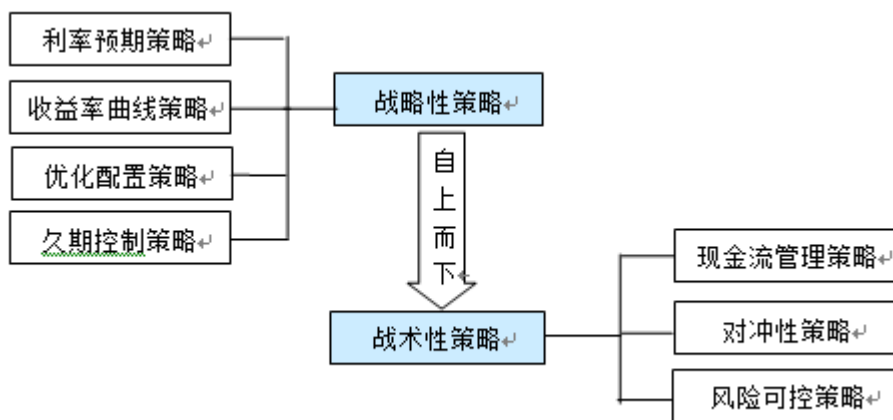 利率预期策略
收益率曲线策略
优化配置策略
久期控制策略
战略性策略
自
上
而
下
战术性策略
现金流管理策略
对冲性策略
风险可控策略